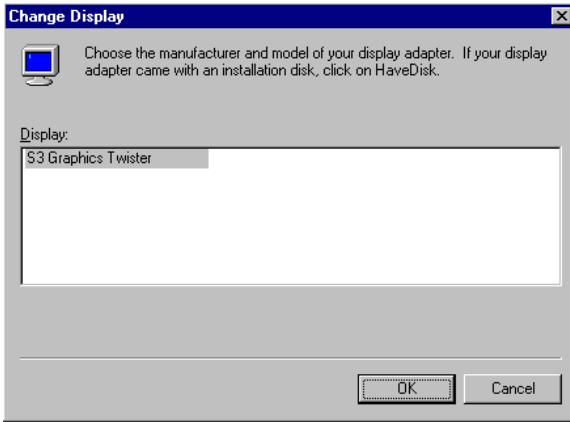 Change Display
Choose the manufacturer and model of your display adapter.  If your display
adapter came with an installation disk, click on HaveDisk.
Display:
S3 Graphics Twister
OK
Cancel